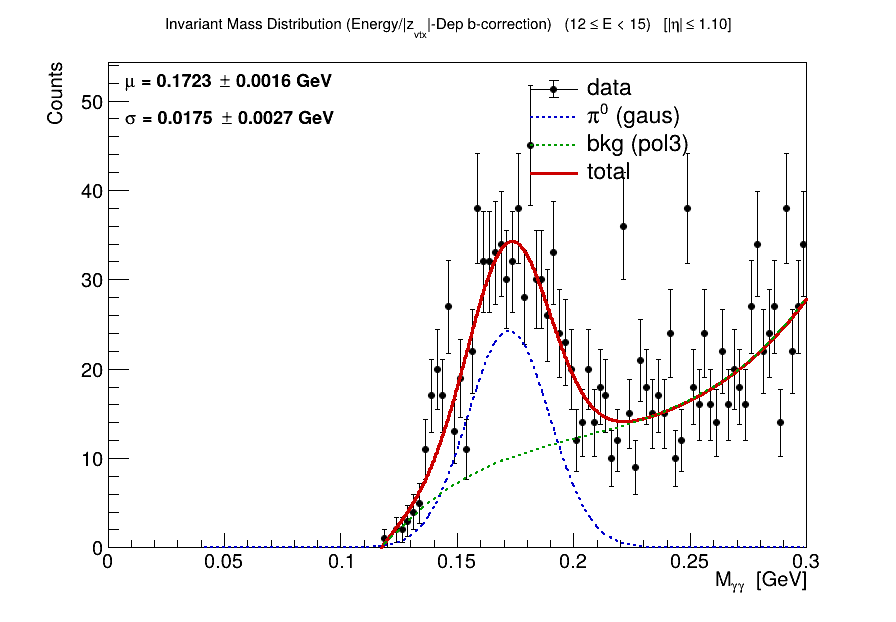 Invariant Mass Distribution (Energy/|z_vtx|-Dep b-correction) (12 ≤ E < 15) [|η| ≤ 1.10]
μ = 0.1723 ± 0.0016 GeV
σ = 0.0175 ± 0.0027 GeV
data
π⁰ (gaus)
bkg (pol3)
total
Counts
50
40
30
20
10
0
0 0.05 0.1 0.15 0.2 0.25 0.3
M_γγ [GeV]